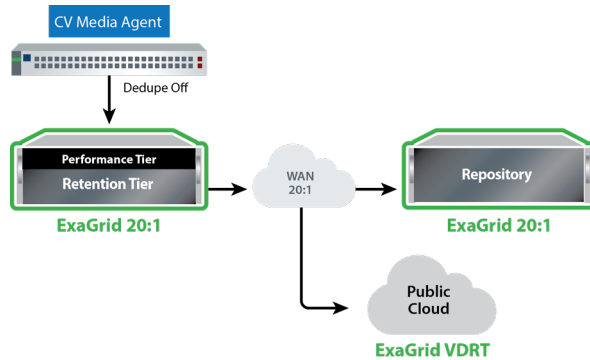 CV Media Agent
Dedupe Off
Performance Tier
Retention Tier
ExaGrid 20:1
WAN
20:1
Repository
ExaGrid 20:1
Public
Cloud
ExaGrid VDRT